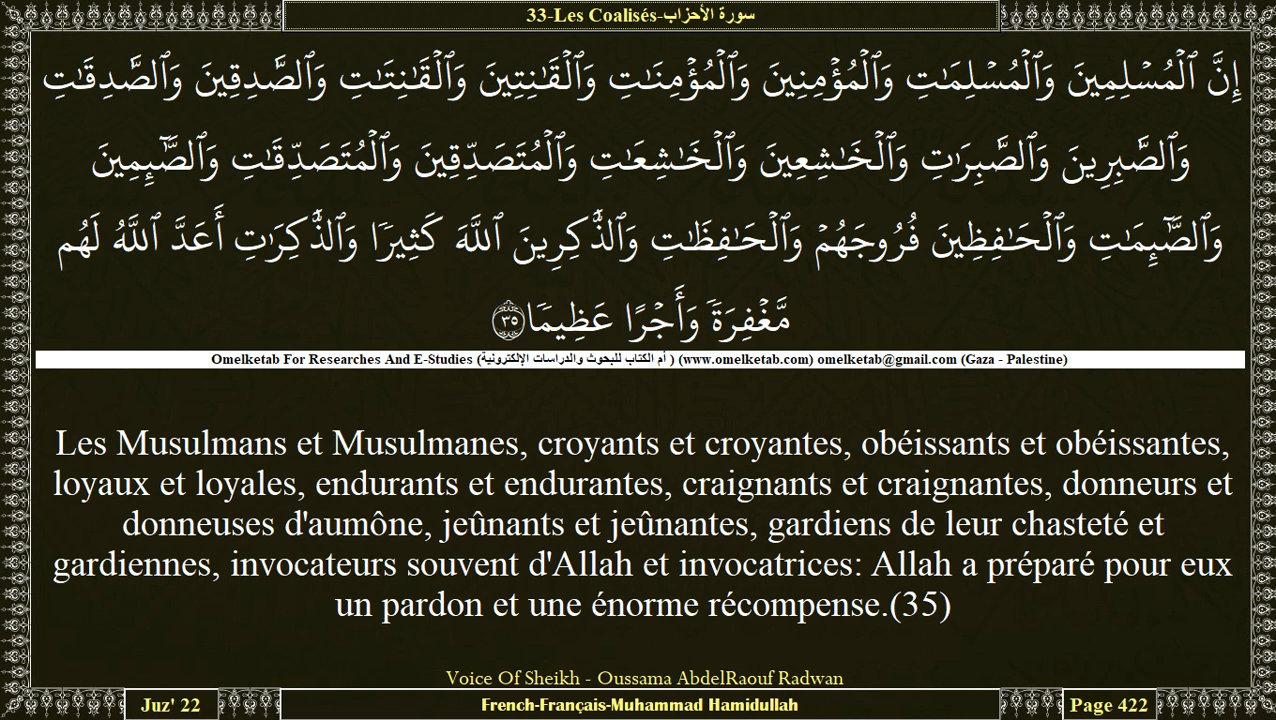 33-Les Coalisés-سورة الأحزاب
إِنَّ ٱلْمُسْلِمِينَ وَٱلْمُسْلِمَٰتِ وَٱلْمُؤْمِنِينَ وَٱلْمُؤْمِنَٰتِ وَٱلْقَٰنِتِينَ وَٱلْقَٰنِتَٰتِ وَٱلصَّٰدِقِينَ وَٱلصَّٰدِقَٰتِ
وَٱلصَّٰبِرِينَ وَٱلصَّٰبِرَٰتِ وَٱلْخَٰشِعِينَ وَٱلْخَٰشِعَٰتِ وَٱلْمُتَصَدِّقِينَ وَٱلْمُتَصَدِّقَٰتِ وَٱلصَّٰٓئِمِينَ
وَٱلصَّٰٓئِمَٰتِ وَٱلْحَٰفِظِينَ فُرُوجَهُمْ وَٱلْحَٰفِظَٰتِ وَٱلذَّٰكِرِينَ ٱللَّهَ كَثِيرًا وَٱلذَّٰكِرَٰتِ أَعَدَّ ٱللَّهُ لَهُم
مَّغْفِرَةً وَأَجْرًا عَظِيمًا ٣٥
Omelketab For Researches And E-Studies (أم الكتاب للبحوث والدراسات الإلكترونية ) (www.omelketab.com) omelketab@gmail.com (Gaza - Palestine)
Les Musulmans et Musulmanes, croyants et croyantes, obéissants et obéissantes,
loyaux et loyales, endurants et endurantes, craignants et craignantes, donneurs et
donneuses d'aumône, jeûnants et jeûnantes, gardiens de leur chasteté et
gardiennes, invocateurs souvent d'Allah et invocatrices: Allah a préparé pour eux
un pardon et une énorme récompense.(35)
Voice Of Sheikh - Oussama AbdelRaouf Radwan
Juz' 22
French-Français-Muhammad Hamidullah
Page 422